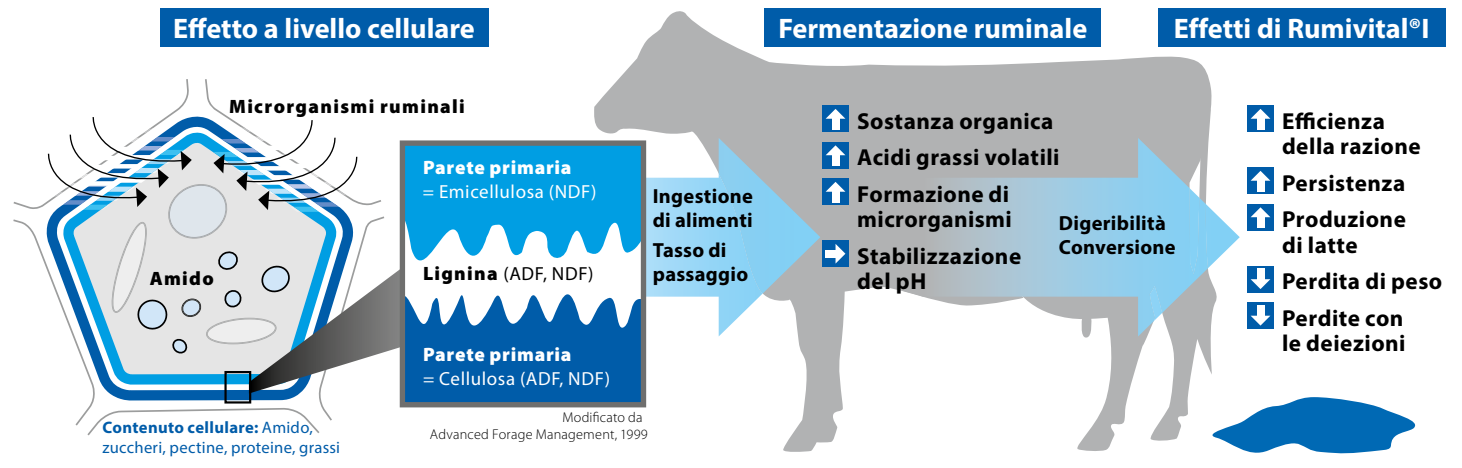 Effetto a livello cellulare
Microrganismi ruminali
Amido
Contenuto cellulare: Amido,
zuccheri, pectine, proteine, grassi
Parete primaria
= Emicellulosa (NDF)
Lignina (ADF, NDF)
Parete primaria
= Cellulosa (ADF, NDF)
Modificato da
Advanced Forage Management, 1999
Ingestione
di alimenti
Tasso di
passaggio
Fermentazione ruminale
Sostanza organica
Acidi grassi volatili
Formazione di
microrganismi
Stabilizzazione
del pH
Digeribilità
Conversione
Effetti di Rumivital®I
Efficienza
della razione
Persistenza
Produzione
di latte
Perdita di peso
Perdite con
le deiezioni